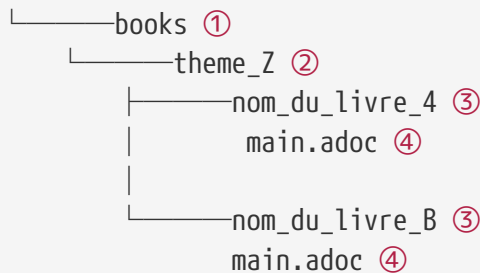 └──────books ①
└──────theme_Z ②
├──────nom_du_livre_4 ③
│ main.adoc ④
│
└──────nom_du_livre_B ③
main.adoc ④